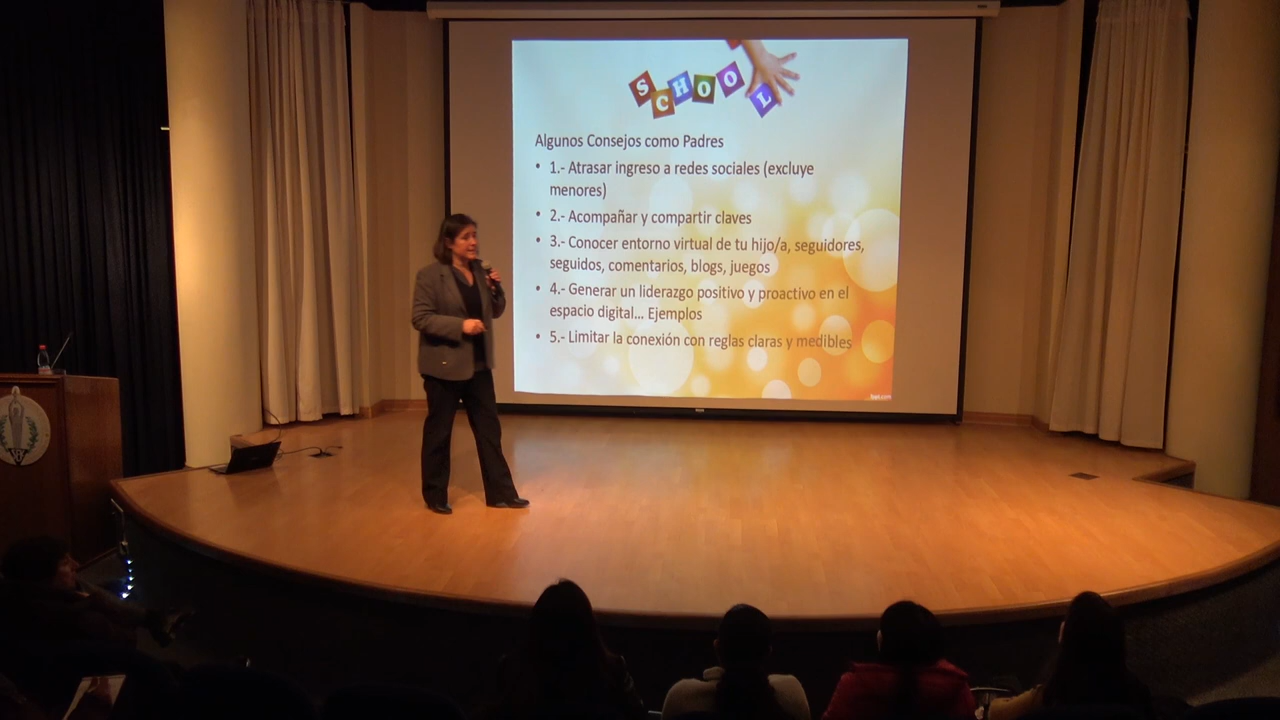 SCHOOL
Algunos Consejos como Padres
• 1.- Atrasar ingreso a redes sociales (excluye
menores)
• 2.- Acompañar y compartir claves
• 3.- Conocer entorno virtual de tu hijo/a, seguidores,
seguidos, comentarios, blogs, juegos
• 4.- Generar un liderazgo positivo y proactivo en el
espacio digital... Ejemplos
• 5.- Limitar la conexión con reglas claras y medibles